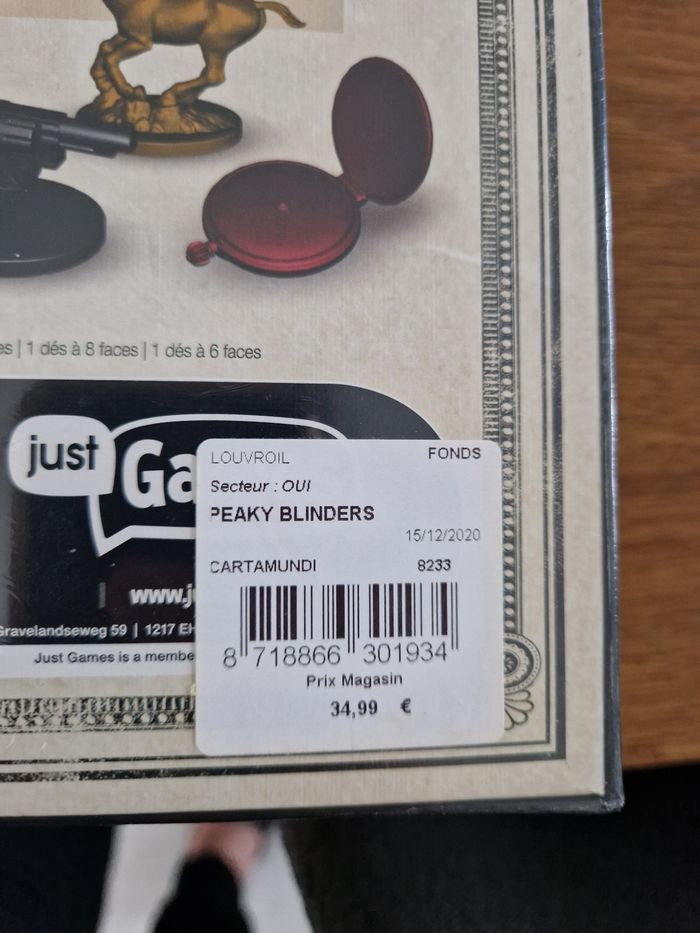 1 dés à 8 faces | 1 dés à 6 faces
just
Ga
LOUVROIL FONDS
Secteur : OUI
PEAKY BLINDERS
15/12/2020
CARTAMUNDI 8233
www.j
Gravelandseweg 59 | 1217 EH
8 718866 301934
Just Games is a membe
Prix Magasin
34,99 €